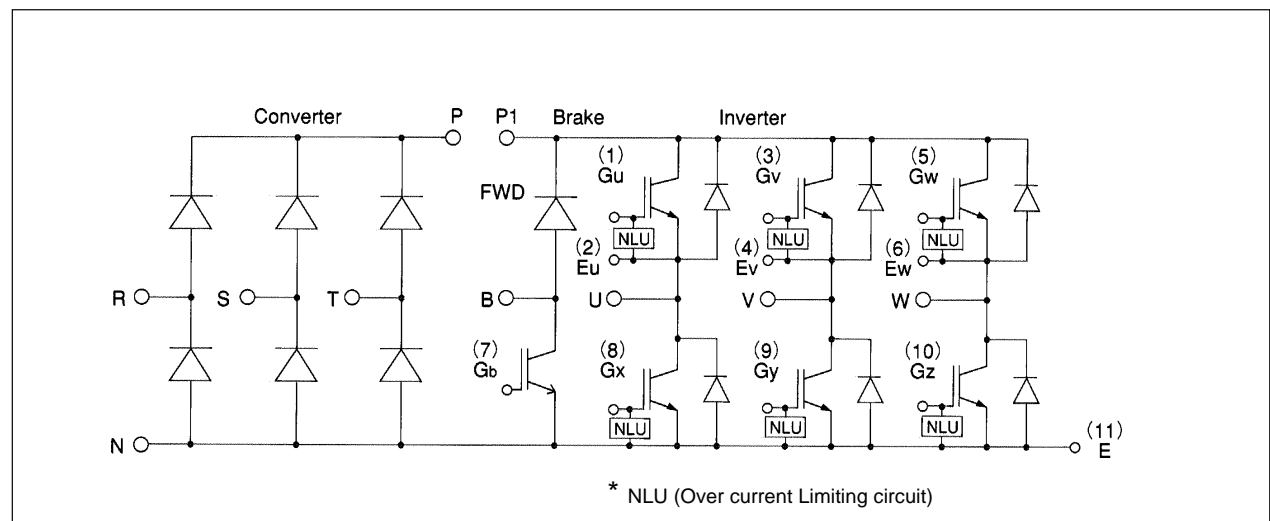 Converter P P1 Brake Inverter
(1) (3) (5)
Gu Gv Gw
FWD
NLU NLU NLU
(2) (4) (6)
Eu Ev Ew
R S T B U V W
(7) (8) (9) (10)
Gb Gx Gy Gz
NLU NLU NLU
(11)
N E
* NLU (Over current Limiting circuit)